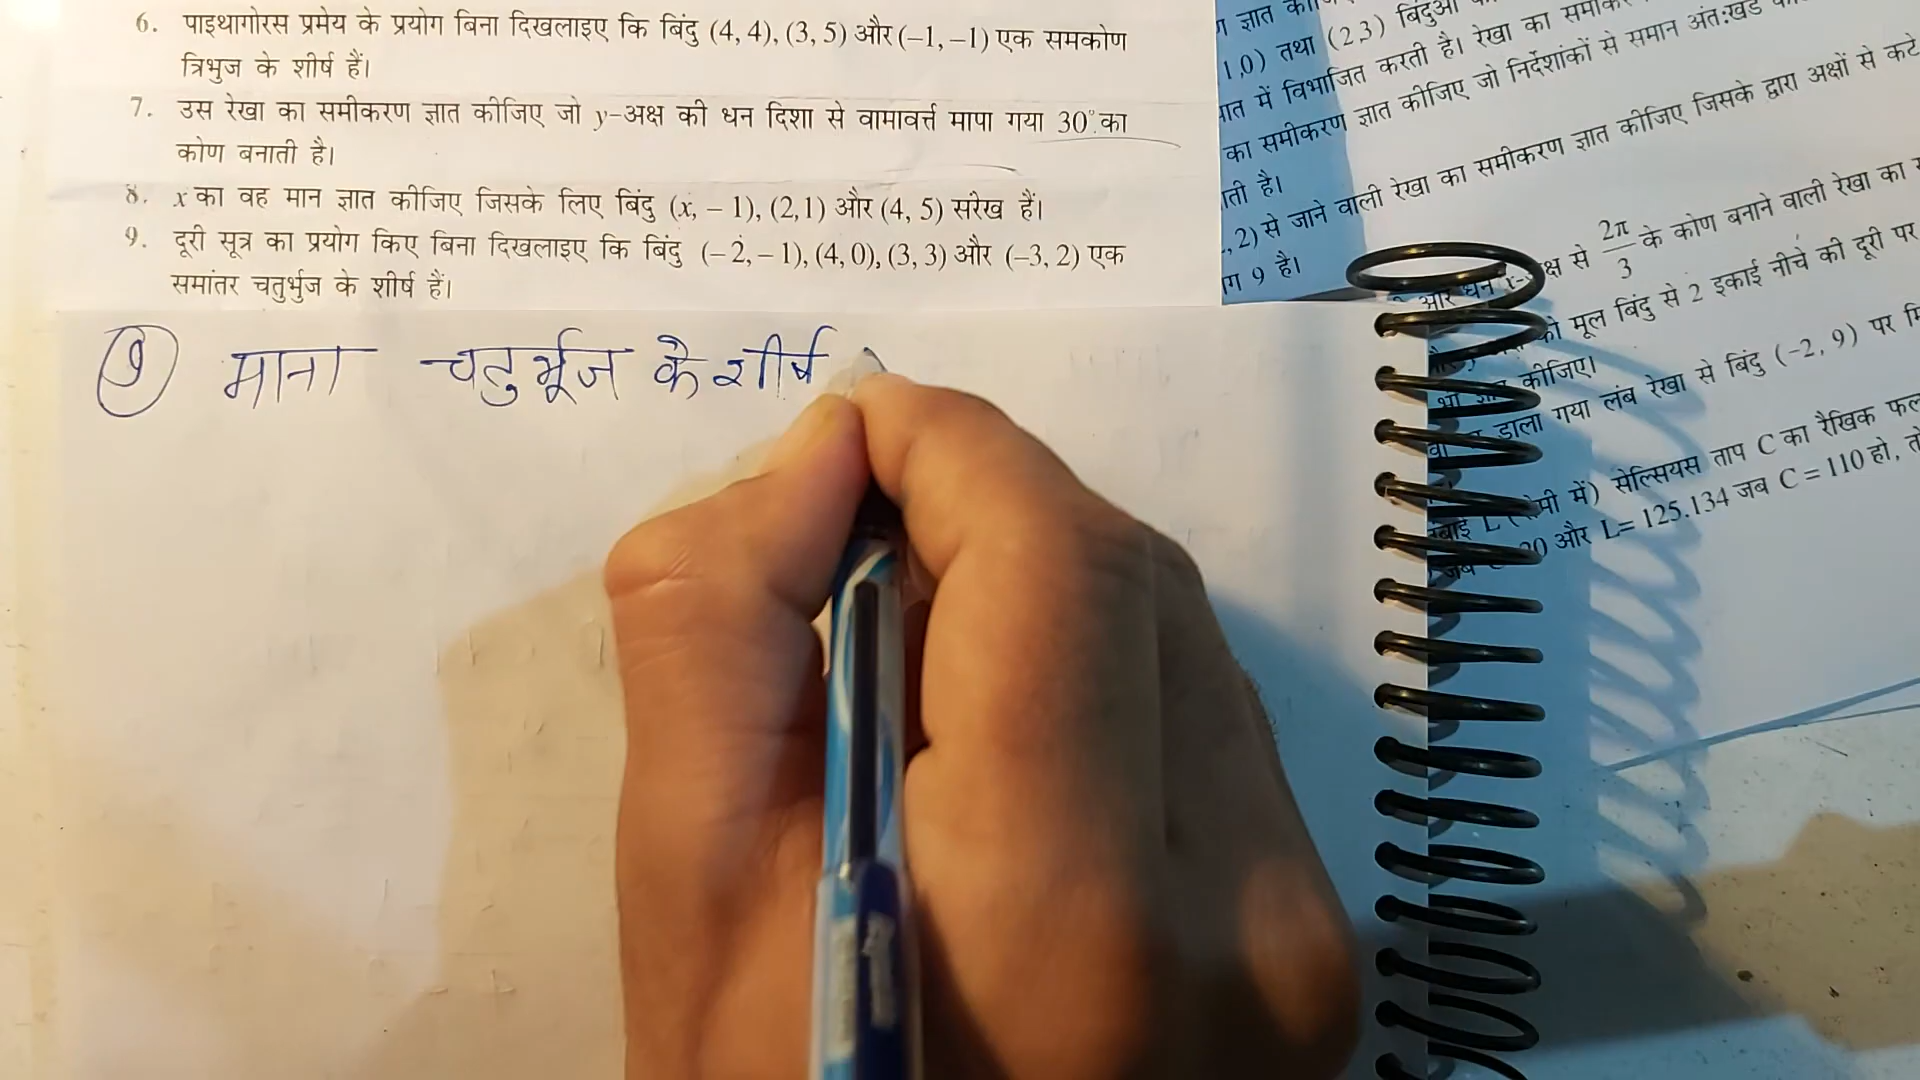 6. पाइथागोरस प्रमेय के प्रयोग बिना दिखलाइए कि बिंदु (4, 4), (3, 5) और (−1, −1) एक समकोण
त्रिभुज के शीर्ष हैं।
7. उस रेखा का समीकरण ज्ञात कीजिए जो y-अक्ष की धन दिशा से वामावर्त्त मापा गया 30° का
कोण बनाती है।
8. x का वह मान ज्ञात कीजिए जिसके लिए बिंदु (x, − 1), (2,1) और (4, 5) सरेख हैं।
9. दूरी सूत्र का प्रयोग किए बिना दिखलाइए कि बिंदु (− 2, − 1), (4, 0), (3, 3) और (−3, 2) एक
समांतर चतुर्भुज के शीर्ष हैं।
9 माना चतुर्भूज के शीर्ष
ज्ञात
1,0) तथा (2,3) बिंदुओं
में विभाजित करती है। रेखा का
का समीकरण ज्ञात कीजिए जो निर्देशांकों से समान अंतःखंड
ती है।
, 2) से जाने वाली रेखा का समीकरण ज्ञात कीजिए जिसके द्वारा अक्षों से कटे
ग 9 है।
और धन x- क्ष से 2π/3 के कोण बनाने वाली रेखा का
को मूल बिंदु से 2 इकाई नीचे की दूरी पर
भी ज्ञात कीजिए।
डाला गया लंब रेखा से बिंदु (−2, 9) पर
में) सेल्सियस ताप C का रैखिक
20 और L= 125.134 जब C = 110 हो,